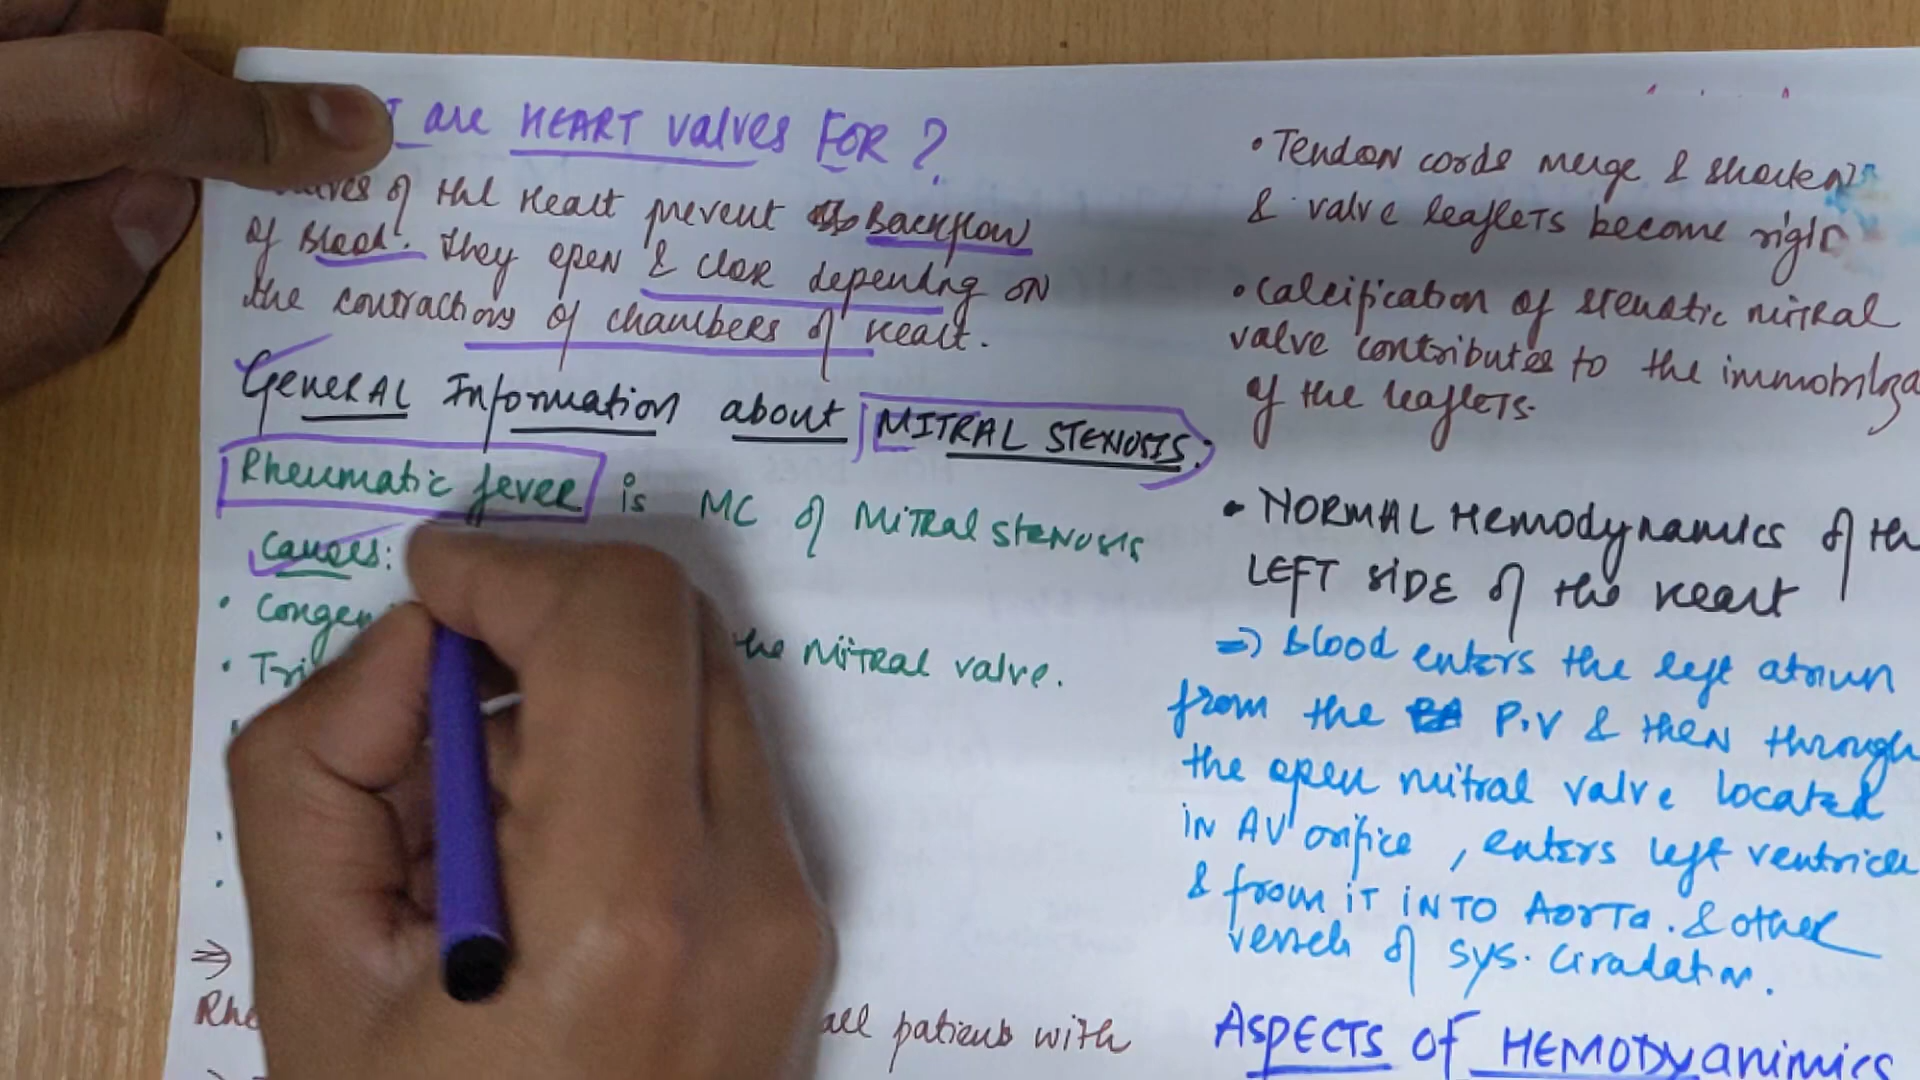 are HEART valves FOR ?
of the Heart prevent Backflow
of Blood. They open & close depending on
the contractions of chambers of heart.
General Information about MITRAL STENOSIS.
Rheumatic fever is MC of Mitral stenosis
Causes:
• Congen
• Tri the Mitral valve.
⇒
Rhe all patients with
• Tendon cords merge & shorten
& valve leaflets become rigid
• Calcification of stenotic mitral
valve contributes to the immobiliza
of the leaflets.
• NORMAL Hemodynamics of th
LEFT SIDE of the heart
⇒ Blood enters the left atrium
from the P.V & then through
the open mitral valve located
in AV orifice, enters left ventricle
& from it INTO Aorta. & other
vessels of sys. Circulation.
ASPECTS OF HEMODYanimics